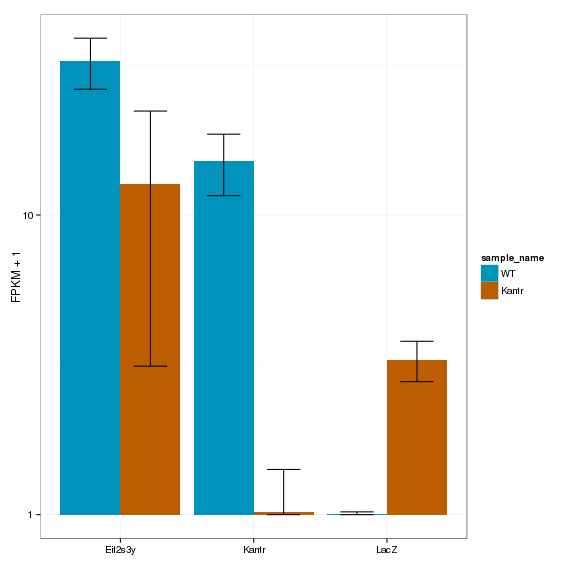 FPKM + 1
10
1
Eif2s3y
Kantr
LacZ
sample_name
WT
Kantr